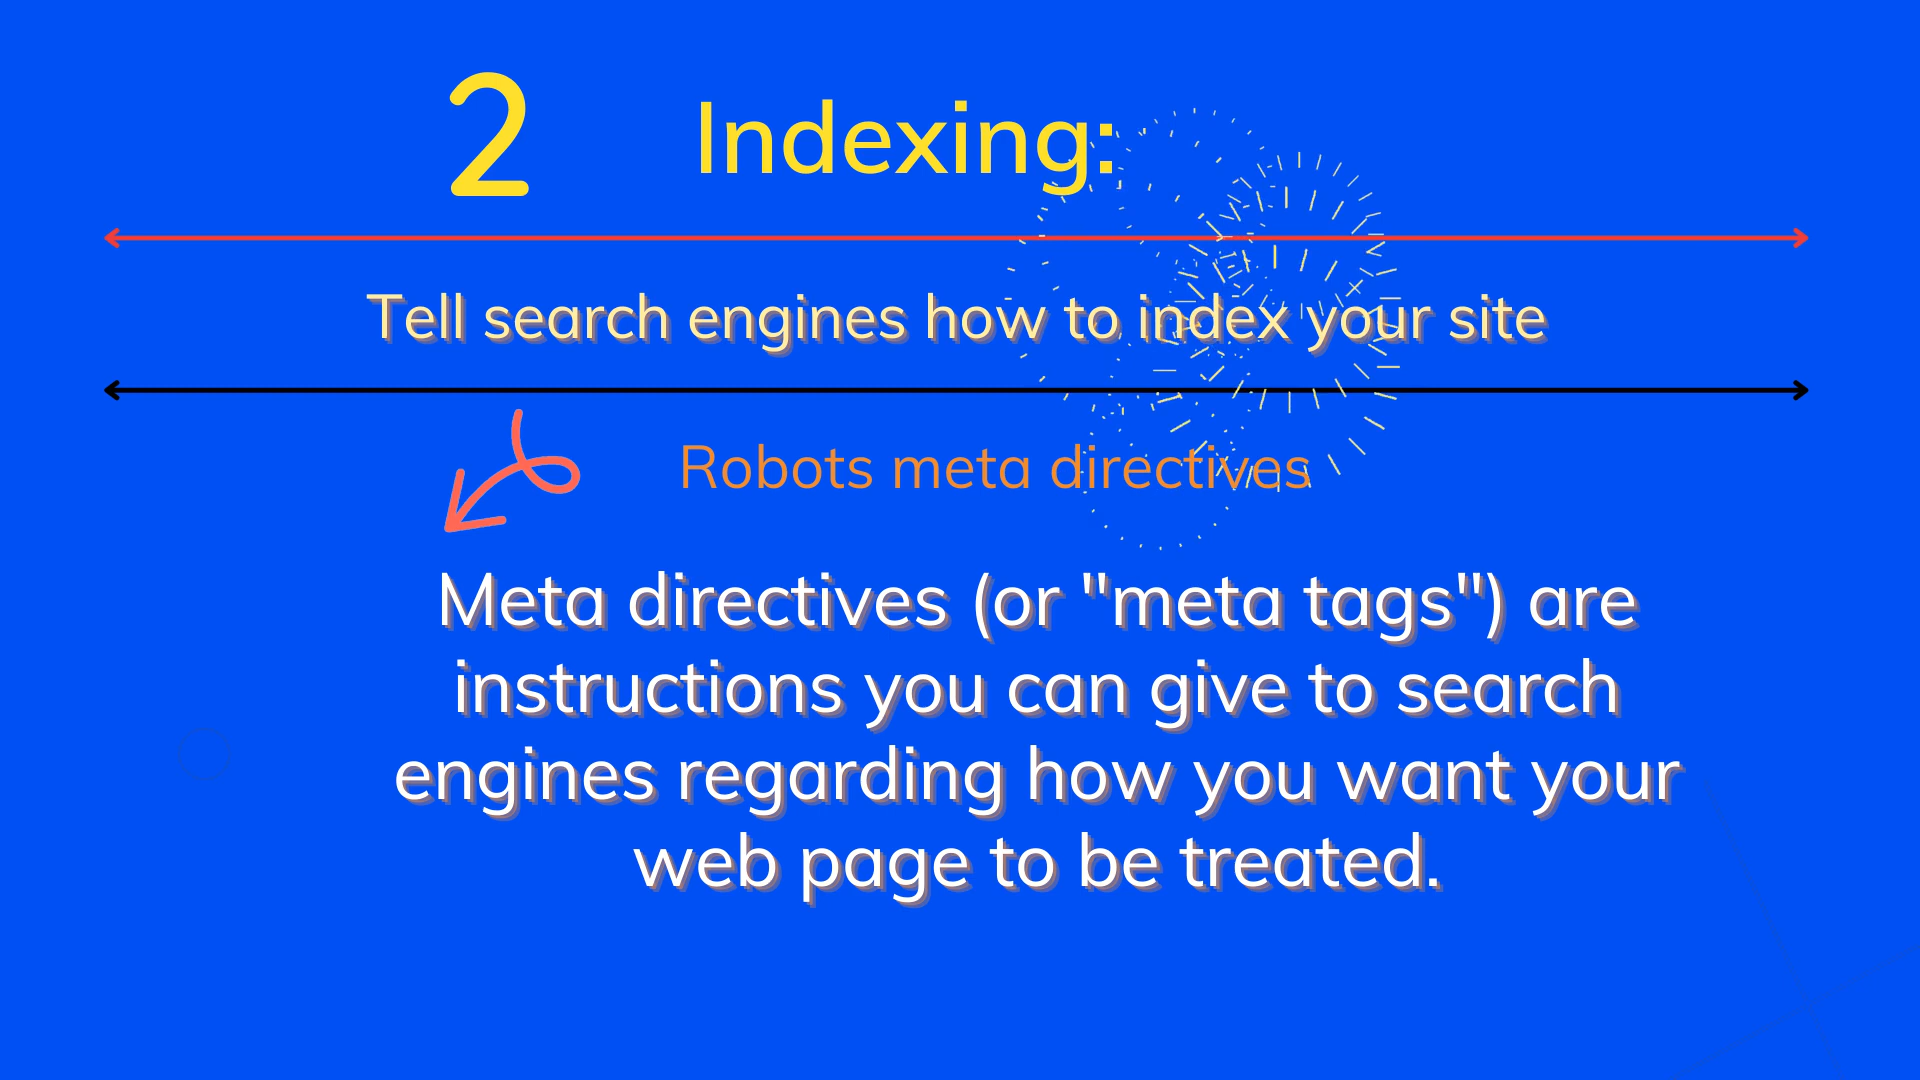 2 Indexing:
Tell search engines how to index your site
Robots meta directives
Meta directives (or "meta tags") are
instructions you can give to search
engines regarding how you want your
web page to be treated.